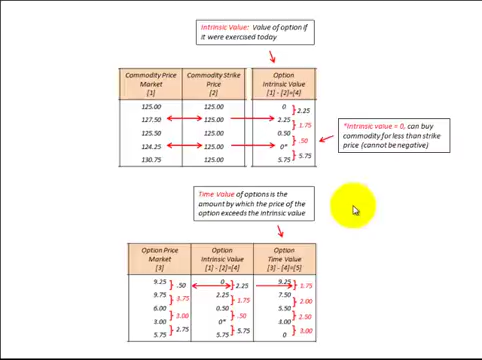 Intrinsic Value: Value of option if
it were exercised today
Commodity Price Commodity Strike Option
Market Price Intrinsic Value
[1] [2] [1] - [2]=[4]
125.00 125.00 0
2.25
127.50 125.00 2.25
1.75
125.50 125.00 0.50
.50
124.25 125.00 0*
5.75
130.75 125.00 5.75
*Intrinsic value = 0, can buy
commodity for less than strike
price (cannot be negative)
Time Value of options is the
amount by which the price of the
option exceeds the intrinsic value
Option Price Option Option
Market Intrinsic Value Time Value
[3] [1] - [2]=[4] [3] - [4]=[5]
9.25 0 9.25
.50 2.25 1.75
9.75 2.25 7.50
3.75 1.75 2.00
6.00 0.50 5.50
3.00 .50 2.50
3.00 0* 3.00
2.75 5.75 3.00
5.75 5.75 0